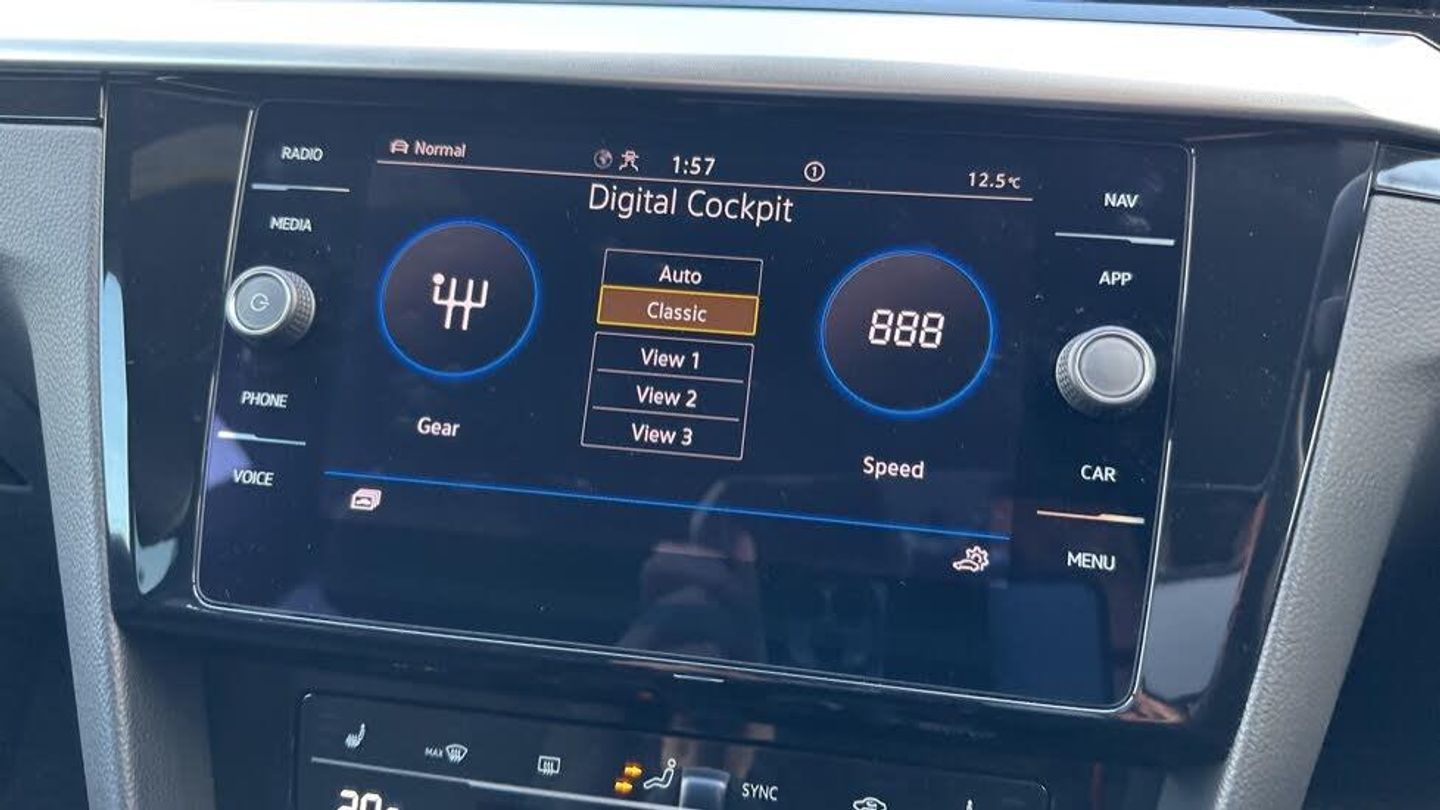 RADIO
MEDIA
PHONE
VOICE
Normal
1:57
1
12.5°C
Digital Cockpit
Auto
Classic
View 1
View 2
View 3
Gear
888
Speed
NAV
APP
CAR
MENU
MAX
SYNC